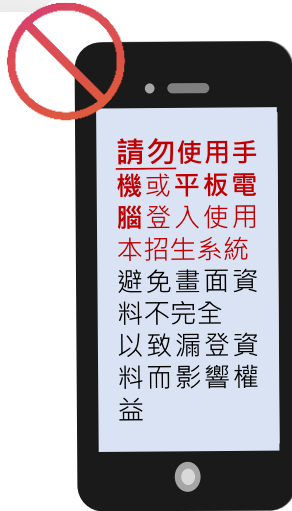 請勿使用手
機或平板電
腦登入使用
本招生系統
避免畫面資
料不完全
以致漏登資
料而影響權
益